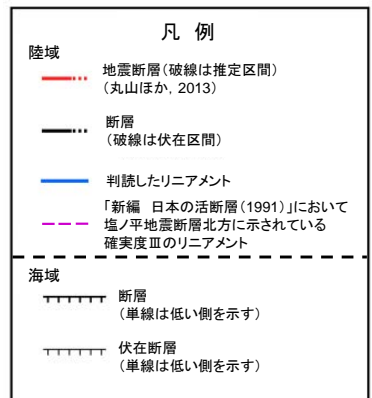 凡 例
陸域
地震断層(破線は推定区間)
(丸山ほか, 2013)
断層
(破線は伏在区間)
判読したリニアメント
「新編 日本の活断層(1991)」において
塩ノ平地震断層北方に示されている
確実度Ⅲのリニアメント
海域
断層
(単線は低い側を示す)
伏在断層
(単線は低い側を示す)